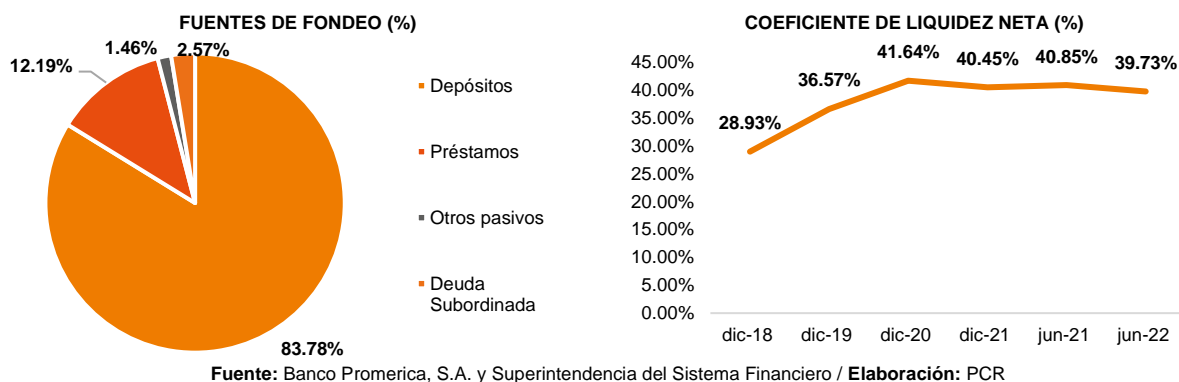 FUENTES DE FONDEO (%)
1.46%
2.57%
12.19%
83.78%
Depósitos
Préstamos
Otros pasivos
Deuda
Subordinada
COEFICIENTE DE LIQUIDEZ NETA (%)
45.00%
40.00%
35.00%
30.00%
25.00%
20.00%
15.00%
10.00%
5.00%
0.00%
28.93%
36.57%
41.64%
40.45%
40.85%
39.73%
dic-18
dic-19
dic-20
dic-21
jun-21
jun-22
Fuente: Banco Promerica, S.A. y Superintendencia del Sistema Financiero / Elaboración: PCR